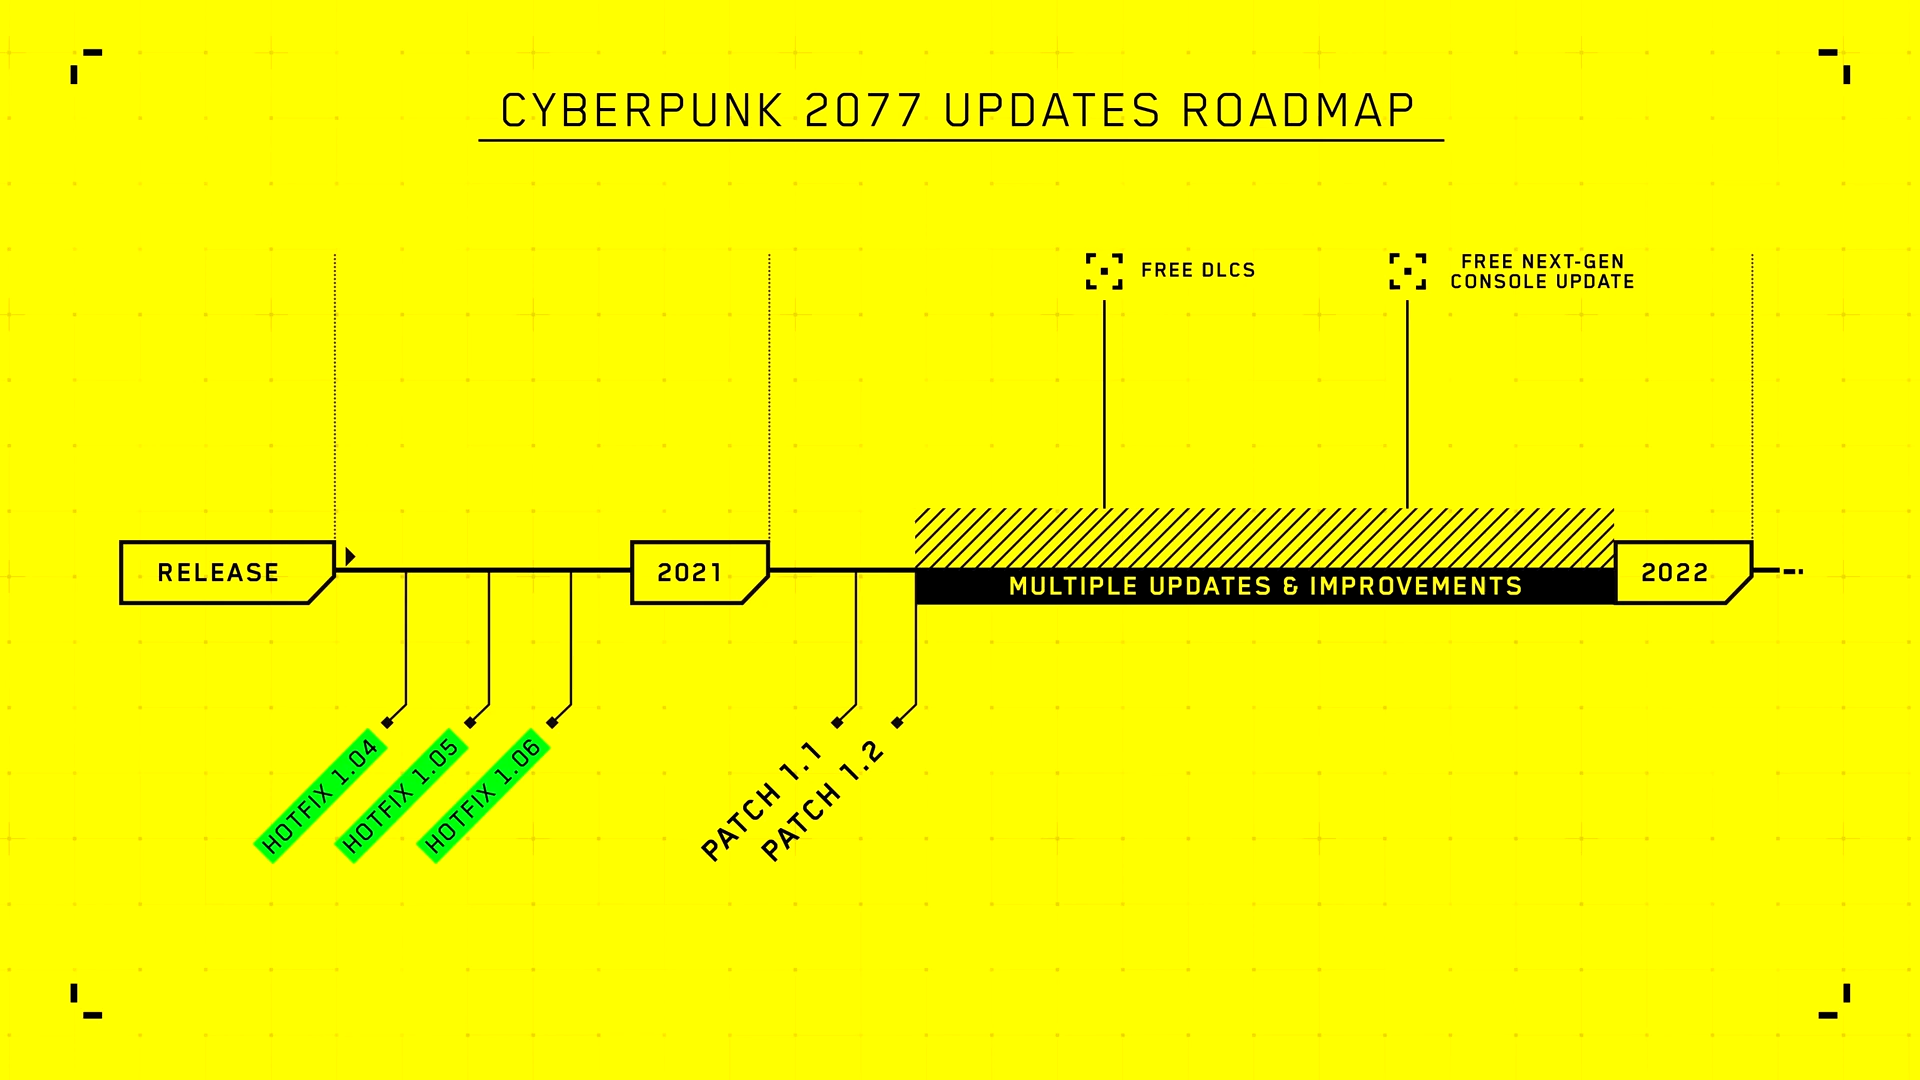 CYBERPUNK 2077 UPDATES ROADMAP
FREE DLCS
FREE NEXT-GEN
CONSOLE UPDATE
RELEASE
2021
MULTIPLE UPDATES & IMPROVEMENTS
2022
HOTFIX 1.04
HOTFIX 1.05
HOTFIX 1.06
PATCH 1.1
PATCH 1.2